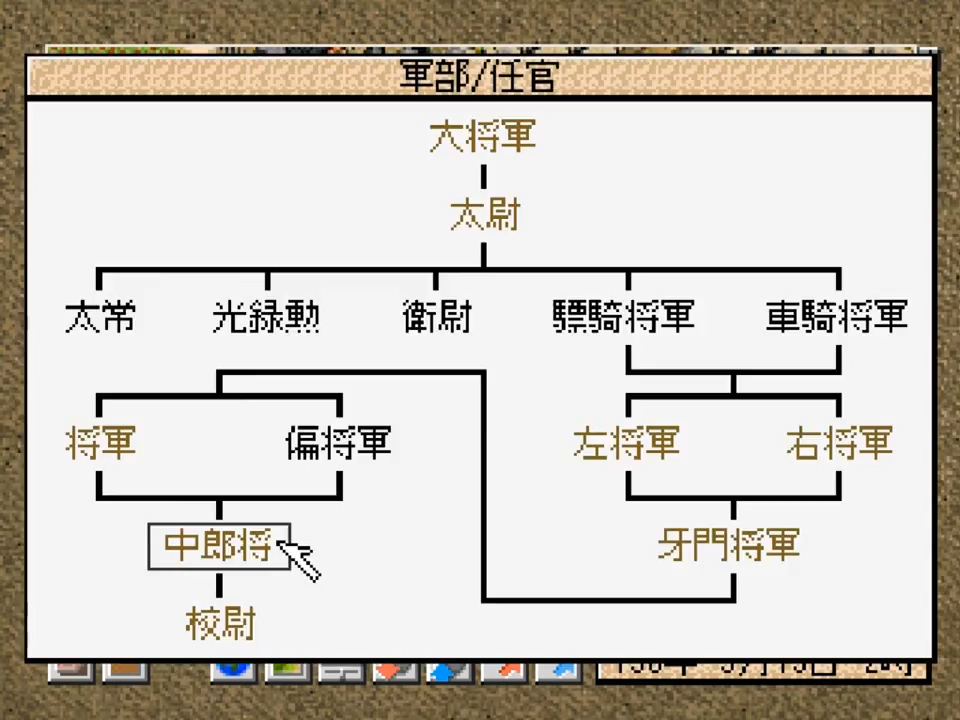 軍部/任官
大将軍
太尉
太常 光録勲 衛尉 驃騎将軍 車騎将軍
将軍 偏将軍 左将軍 右将軍
中郎将 牙門将軍
校尉